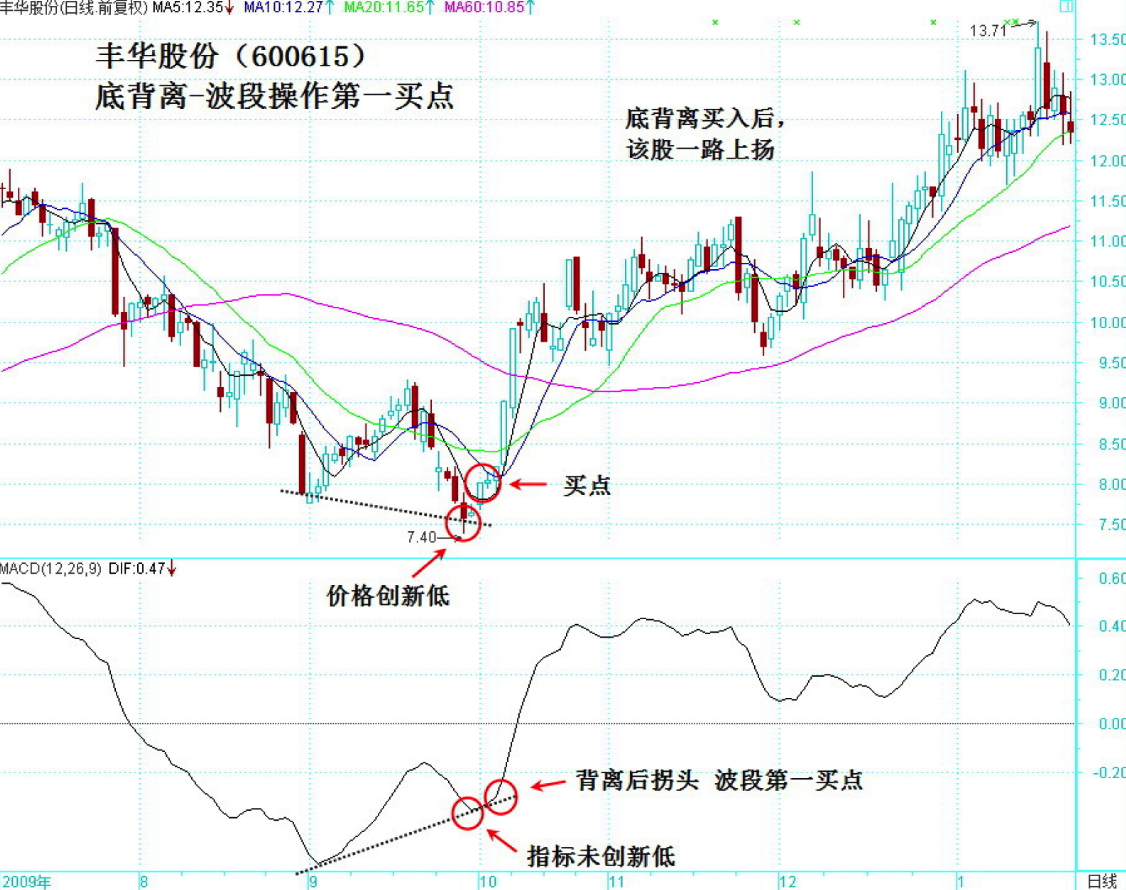 丰华股份(日线.前复权) MA5:12.35↓ MA10:12.27↑ MA20:11.65↑ MA60:10.85↑
丰华股份（600615）
底背离-波段操作第一买点
底背离买入后，
该股一路上扬
13.71
13.50
13.00
12.50
12.00
11.50
11.00
10.50
10.00
9.50
9.00
8.50
8.00
7.50
买点
7.40
价格创新低
MACD(12,26,9) DIF:0.47↓
0.60
0.40
0.20
0.00
-0.20
背离后拐头 波段第一买点
指标未创新低
2009年 8 9 10 11 12 1 日线